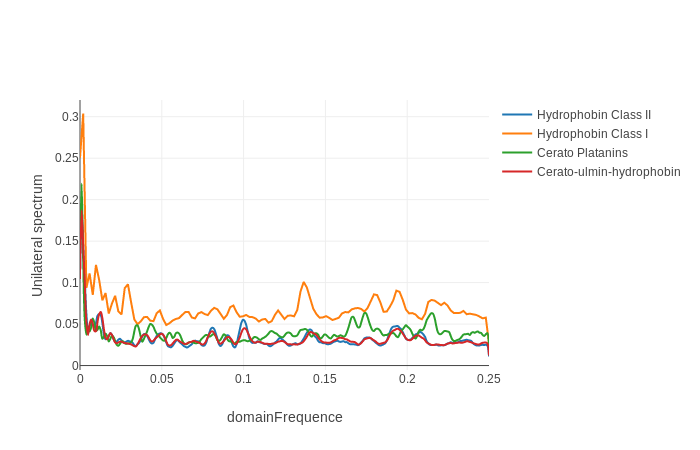 Hydrophobin Class II
Hydrophobin Class I
Cerato Platanins
Cerato-ulmin-hydrophobin
Unilateral spectrum
0.3
0.25
0.2
0.15
0.1
0.05
0
0 0.05 0.1 0.15 0.2 0.25
domainFrequence